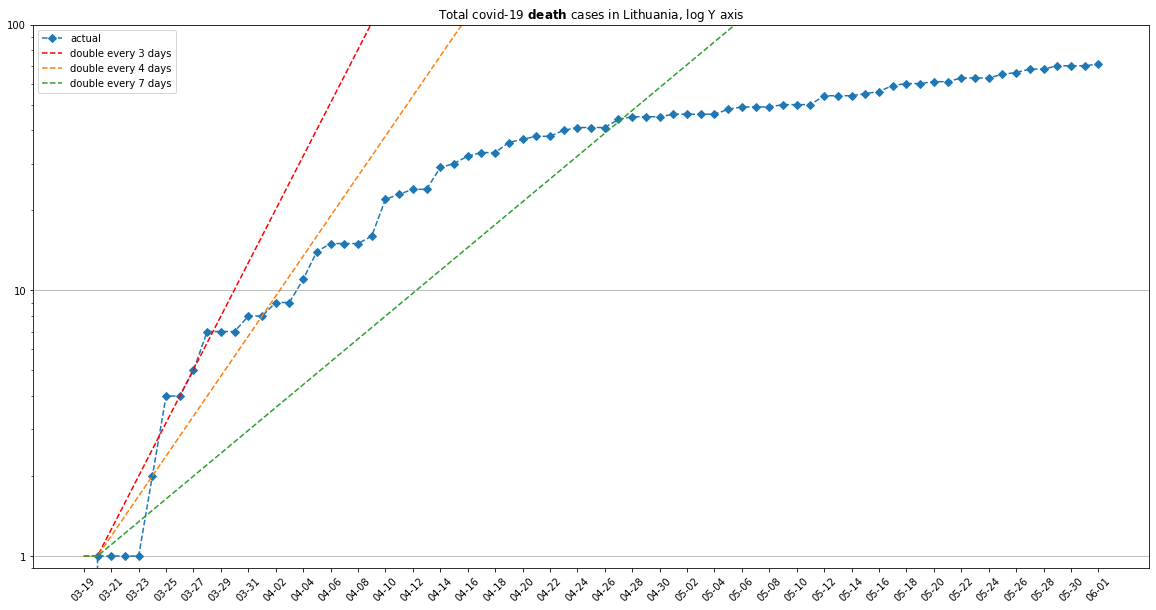 Total covid-19 death cases in Lithuania, log Y axis
actual
double every 3 days
double every 4 days
double every 7 days
100
10
1
03-19 03-21 03-23 03-25 03-27 03-29 03-31 04-02 04-04 04-06 04-08 04-10 04-12 04-14 04-16 04-18 04-20 04-22 04-24 04-26 04-28 04-30 05-02 05-04 05-06 05-08 05-10 05-12 05-14 05-16 05-18 05-20 05-22 05-24 05-26 05-28 05-30 06-01